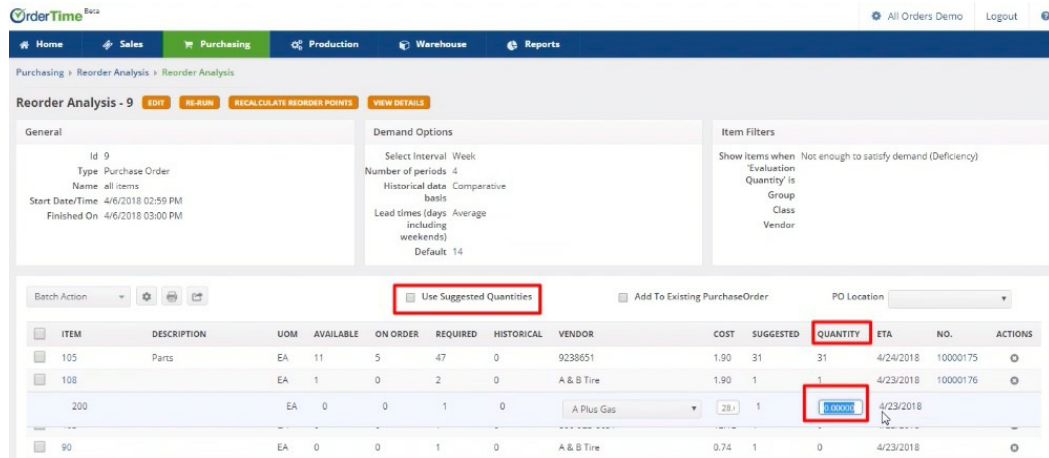 OrderTime Beta
All Orders Demo Logout
Home Sales Purchasing Production Warehouse Reports
Purchasing › Reorder Analysis › Reorder Analysis
Reorder Analysis - 9 EDIT RE-RUN RECALCULATE REORDER POINTS VIEW DETAILS
General
Id 9
Type Purchase Order
Name all items
Start Date/Time 4/6/2018 02:59 PM
Finished On 4/6/2018 03:00 PM
Demand Options
Select Interval Week
Number of periods 4
Historical data basis Comparative
Lead times (days including weekends) Average
Default 14
Item Filters
Show items when 'Evaluation Quantity' is Not enough to satisfy demand (Deficiency)
Group
Class
Vendor
Batch Action Use Suggested Quantities Add To Existing PurchaseOrder PO Location
ITEM DESCRIPTION UOM AVAILABLE ON ORDER REQUIRED HISTORICAL VENDOR COST SUGGESTED QUANTITY ETA NO. ACTIONS
105 Parts EA 11 5 47 0 9238651 1.90 31 31 4/24/2018 10000175
108 EA 1 0 2 0 A & B Tire 1.90 1 1 4/23/2018 10000176
200 EA 0 0 1 0 A Plus Gas 28 1 0.00000 4/23/2018
90 EA 0 0 1 0 A & B Tire 0.74 1 0 4/23/2018